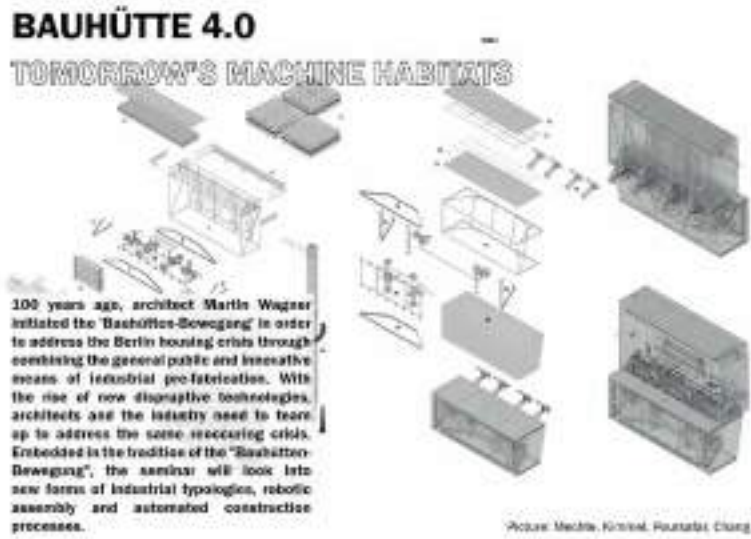 BAUHÜTTE 4.0
TOMORROW'S MACHINE HABITATS
100 years ago, architect Martin Wagner
initiated the 'Bauhütten-Bewegung' in order
to address the Berlin housing crisis through
combining the general public and innovative
means of industrial pre-fabrication. With
the rise of new disruptive technologies,
architects and the industry need to team
up to address the same reoccuring crisis.
Embedded in the tradition of the "Bauhütten-
Bewegung", the seminar will look into
new forms of industrial typologies, robotic
assembly and automated construction
processes.
Picture: Mechte, Kimmel, Chang